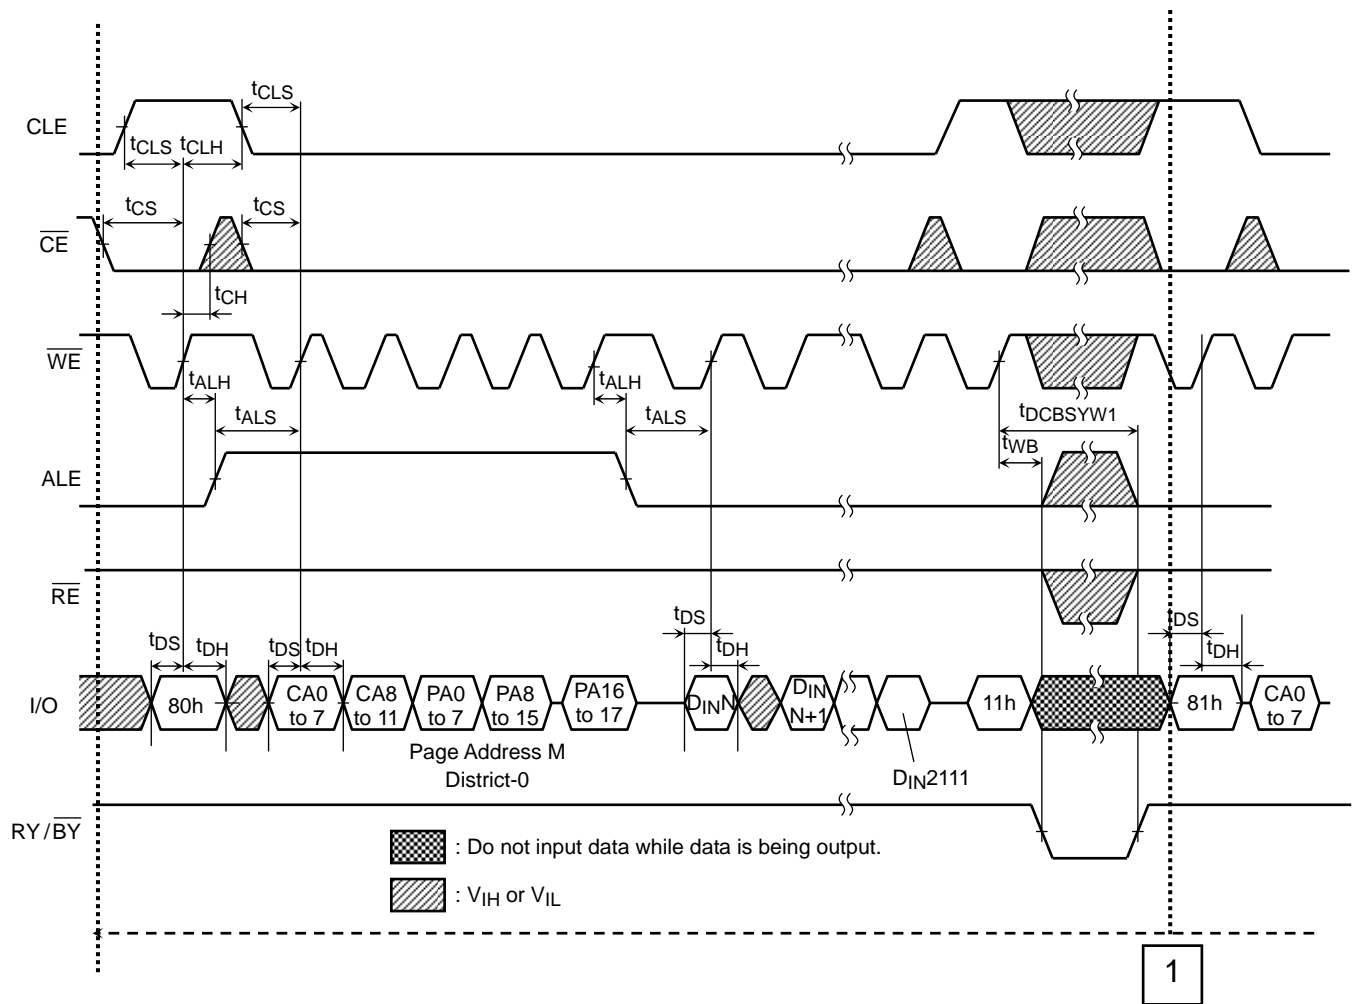 tCLS
CLE
tCLS tCLH
tCS tCS
CE
tCH
WE
tALH tALH
tALS tALS tDCBSYW1
tWB
ALE
RE
tDS tDH tDS tDH tDS tDH tDS tDH
I/O
80h
CA0 to 7
CA8 to 11
PA0 to 7
PA8 to 15
PA16 to 17
DINN
DIN N+1
11h
81h
CA0 to 7
Page Address M
District-0
DIN2111
RY/BY
: Do not input data while data is being output.
: VIH or VIL
1